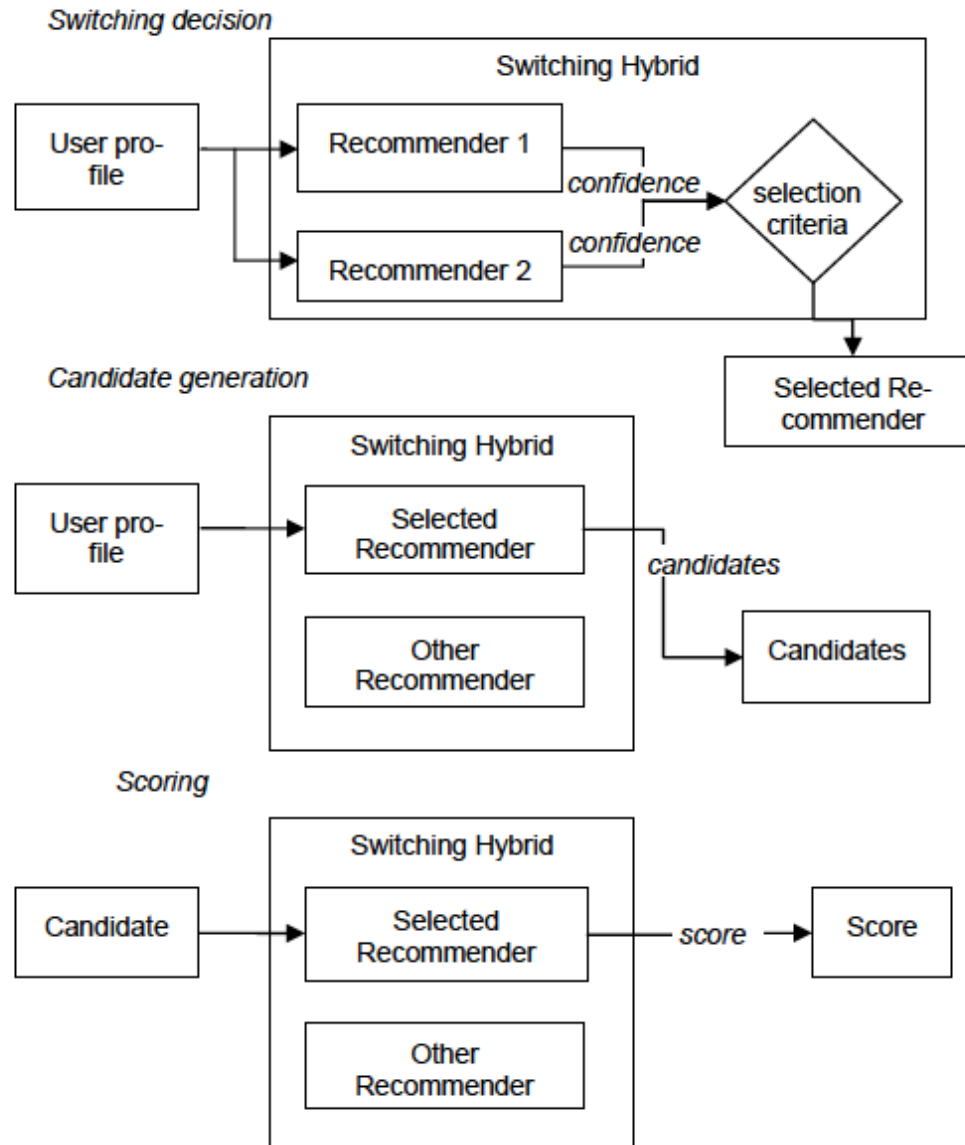 Switching decision
Switching Hybrid
User pro-
file
Recommender 1
confidence
selection
criteria
confidence
Recommender 2
Selected Re-
commender
Candidate generation
Switching Hybrid
User pro-
file
Selected
Recommender
candidates
Other
Recommender
Candidates
Scoring
Switching Hybrid
Candidate
Selected
Recommender
score
Score
Other
Recommender